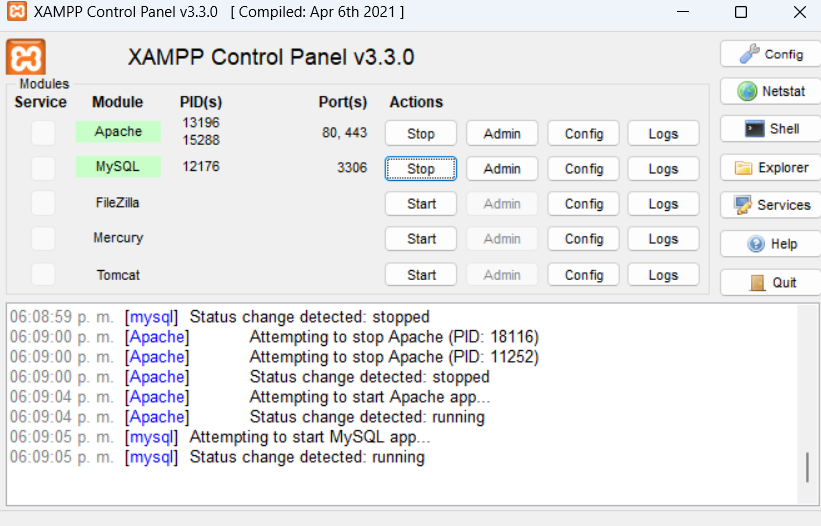 XAMPP Control Panel v3.3.0 [ Compiled: Apr 6th 2021 ]
XAMPP Control Panel v3.3.0
Config
Modules
Service Module PID(s) Port(s) Actions
Netstat
Apache 13196 15288 80, 443 Stop Admin Config Logs
Shell
MySQL 12176 3306 Stop Admin Config Logs
Explorer
FileZilla Start Admin Config Logs
Services
Mercury Start Admin Config Logs
Help
Tomcat Start Admin Config Logs
Quit
06:08:59 p. m. [mysql] Status change detected: stopped
06:09:00 p. m. [Apache] Attempting to stop Apache (PID: 18116)
06:09:00 p. m. [Apache] Attempting to stop Apache (PID: 11252)
06:09:00 p. m. [Apache] Status change detected: stopped
06:09:04 p. m. [Apache] Attempting to start Apache app...
06:09:04 p. m. [Apache] Status change detected: running
06:09:05 p. m. [mysql] Attempting to start MySQL app...
06:09:05 p. m. [mysql] Status change detected: running